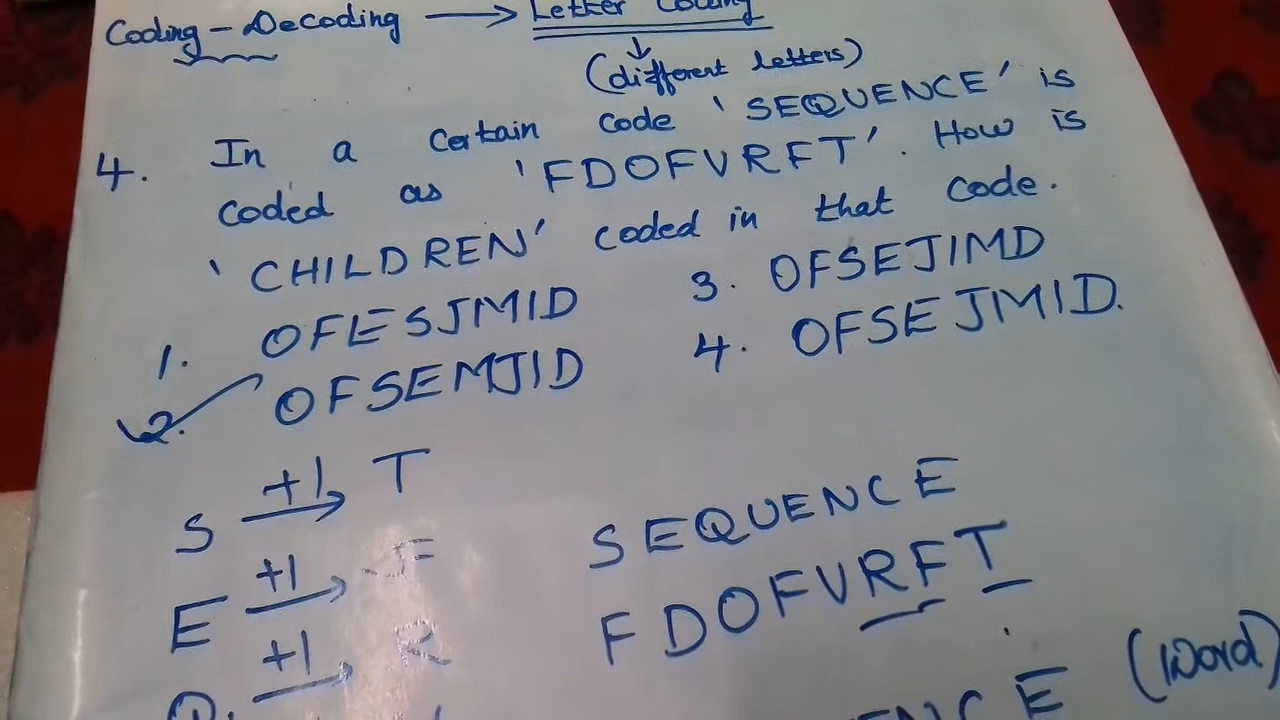 Coding - Decoding → Letter Coding
(different letters)
4. In a certain code 'SEQUENCE' is
coded as 'FDOFVRFT'. How is
'CHILDREN' coded in that code.
1. OFESJMID 3. OFSEJIMD
2. OFSEMJID 4. OFSEJMID.
S +1 → T
E +1 → F SEQUENCE
Q +1 → R FDOFVRFT
ENCE (Word)